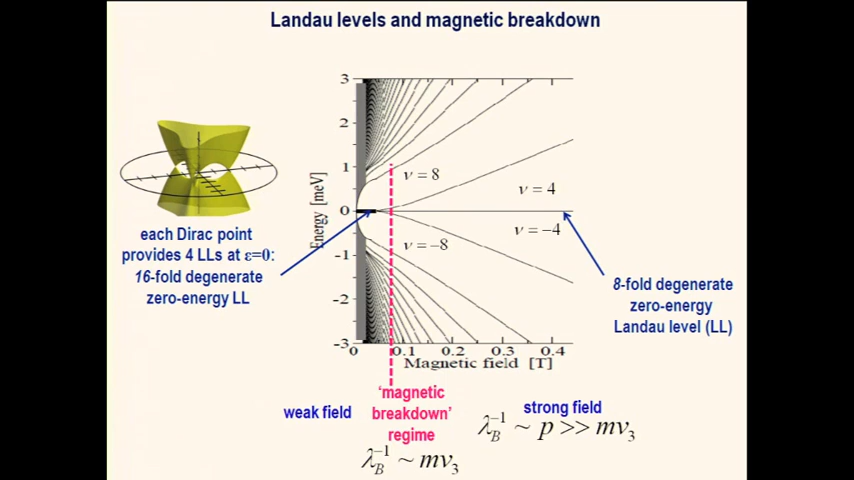 Landau levels and magnetic breakdown
3
2
1
0
-1
-2
-3
Energy [meV]
ν = 8
ν = 4
ν = -4
ν = -8
0
0.1
0.2
0.3
0.4
Magnetic field [T]
each Dirac point
provides 4 LLs at ε=0:
16-fold degenerate
zero-energy LL
8-fold degenerate
zero-energy
Landau level (LL)
weak field
'magnetic
breakdown'
regime
λ_B^{-1} ~ mv_3
strong field
λ_B^{-1} ~ p >> mv_3